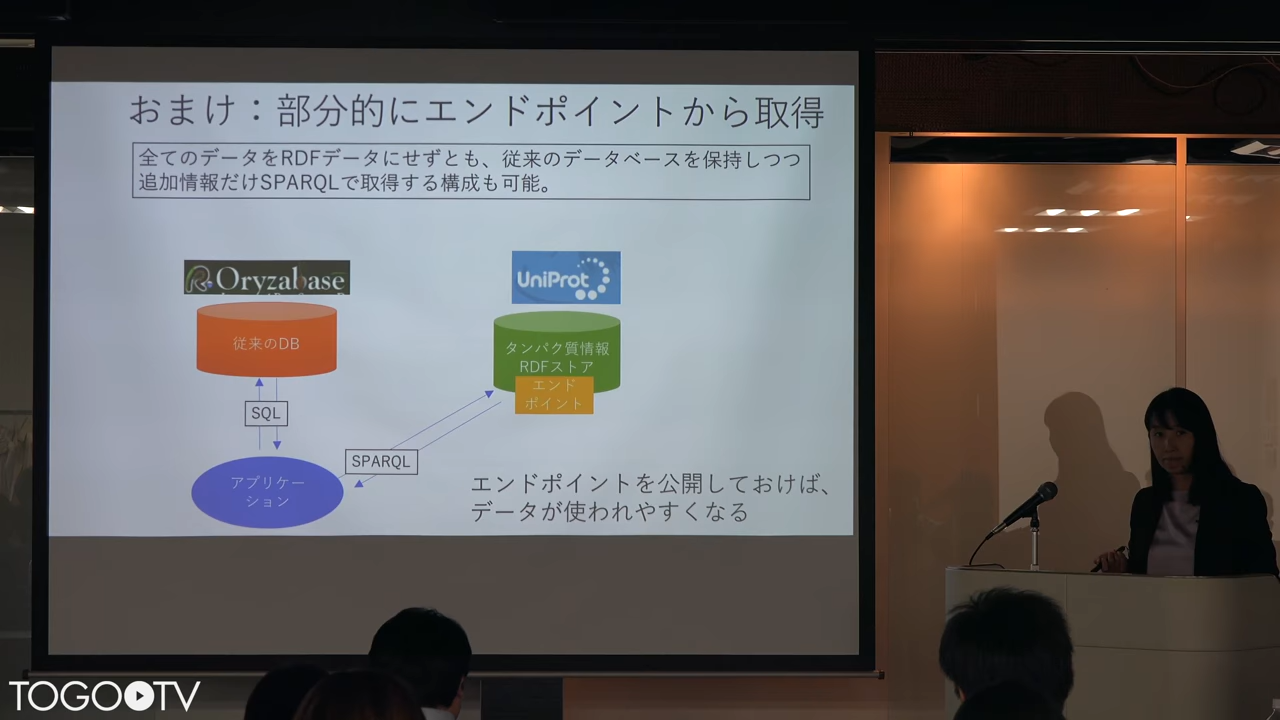 おまけ：部分的にエンドポイントから取得
全てのデータをRDFデータにせずとも、従来のデータベースを保持しつつ
追加情報だけSPARQLで取得する構成も可能。
Oryzabase
UniProt
従来のDB
タンパク質情報
RDFストア
エンド
ポイント
SQL
SPARQL
アプリケー
ション
エンドポイントを公開しておけば、
データが使われやすくなる
TOGOTV